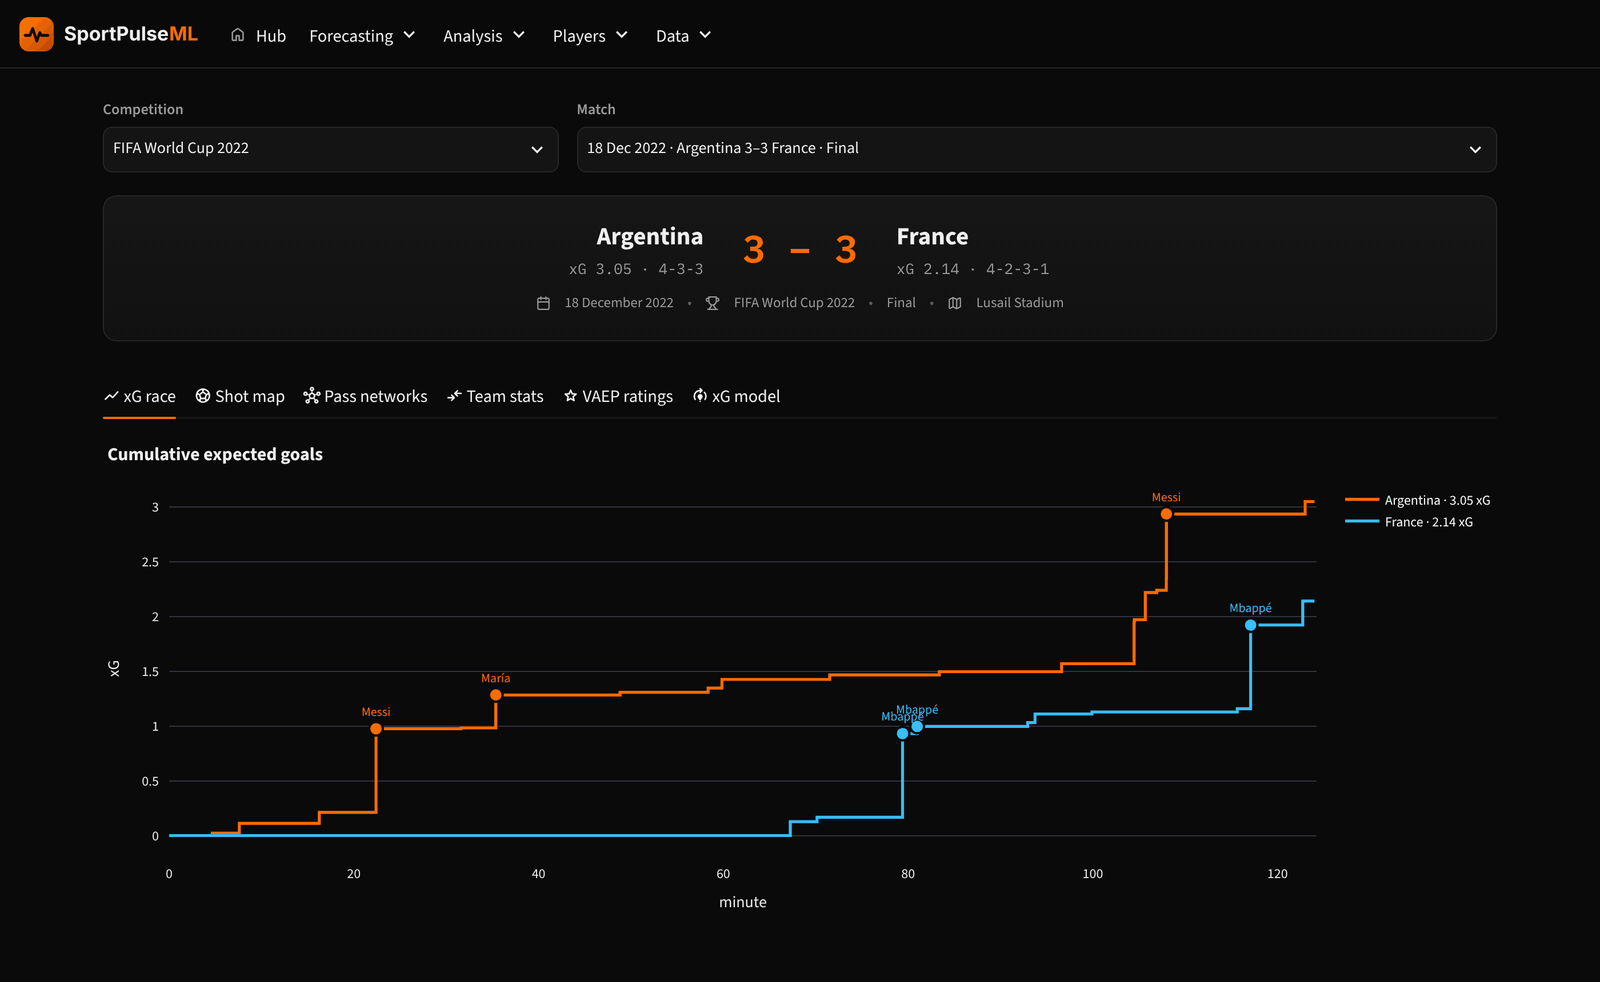 SportPulseML Hub Forecasting Analysis Players Data
Competition
FIFA World Cup 2022
Match
18 Dec 2022 · Argentina 3–3 France · Final
Argentina 3 – 3 France
xG 3.05 · 4-3-3 xG 2.14 · 4-2-3-1
18 December 2022 • FIFA World Cup 2022 • Final • Lusail Stadium
xG race Shot map Pass networks Team stats VAEP ratings xG model
Cumulative expected goals
Argentina · 3.05 xG
France · 2.14 xG
Messi
María
Messi
Mbappé
Mbappé
Mbappé
3
2.5
2
1.5
1
0.5
0
xG
0 20 40 60 80 100 120
minute